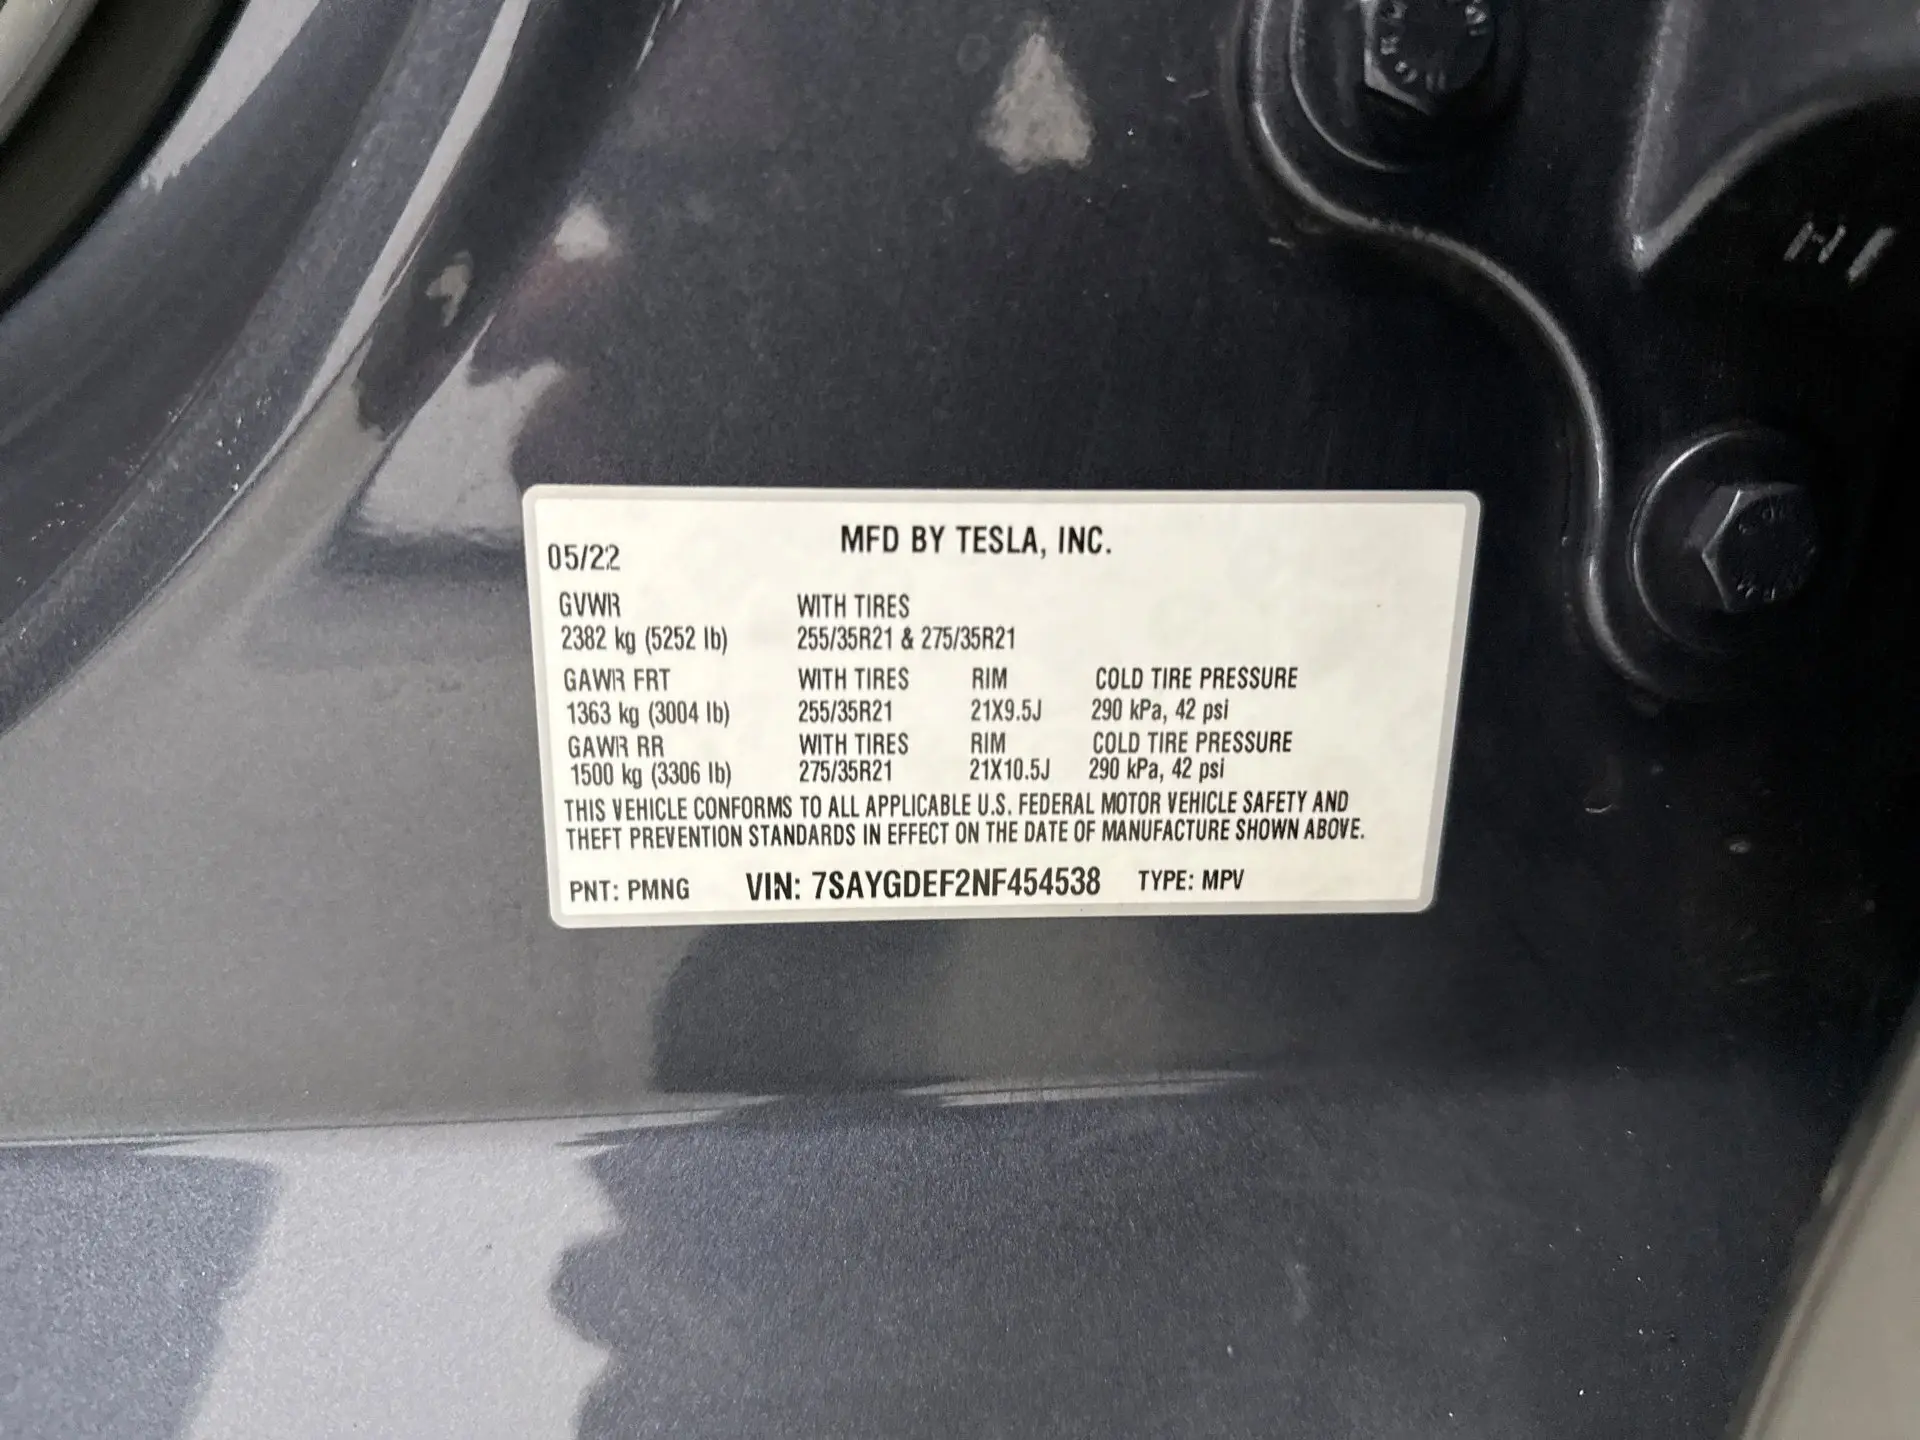 MFD BY TESLA, INC.
05/22
GVWR WITH TIRES
2382 kg (5252 lb) 255/35R21 & 275/35R21
GAWR FRT WITH TIRES RIM COLD TIRE PRESSURE
1363 kg (3004 lb) 255/35R21 21X9.5J 290 kPa, 42 psi
GAWR RR WITH TIRES RIM COLD TIRE PRESSURE
1500 kg (3306 lb) 275/35R21 21X10.5J 290 kPa, 42 psi
THIS VEHICLE CONFORMS TO ALL APPLICABLE U.S. FEDERAL MOTOR VEHICLE SAFETY AND
THEFT PREVENTION STANDARDS IN EFFECT ON THE DATE OF MANUFACTURE SHOWN ABOVE.
PNT: PMNG VIN: 7SAYGDEF2NF454538 TYPE: MPV